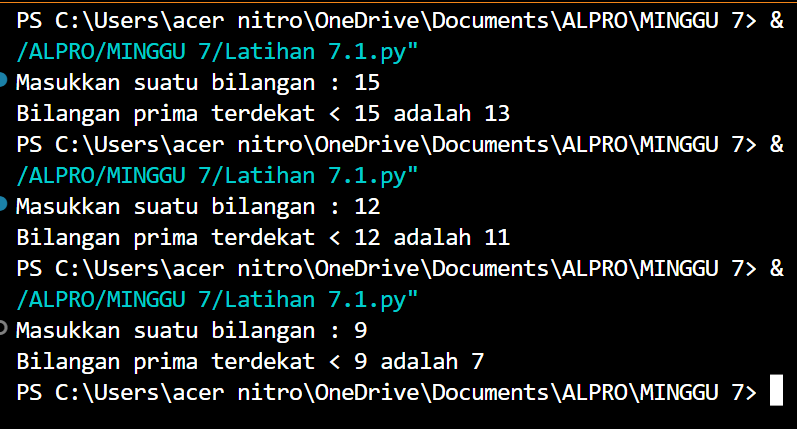 PS C:\Users\acer nitro\OneDrive\Documents\ALPRO\MINGGU 7> &
/ALPRO/MINGGU 7/Latihan 7.1.py"
Masukkan suatu bilangan : 15
Bilangan prima terdekat < 15 adalah 13
PS C:\Users\acer nitro\OneDrive\Documents\ALPRO\MINGGU 7> &
/ALPRO/MINGGU 7/Latihan 7.1.py"
Masukkan suatu bilangan : 12
Bilangan prima terdekat < 12 adalah 11
PS C:\Users\acer nitro\OneDrive\Documents\ALPRO\MINGGU 7> &
/ALPRO/MINGGU 7/Latihan 7.1.py"
Masukkan suatu bilangan : 9
Bilangan prima terdekat < 9 adalah 7
PS C:\Users\acer nitro\OneDrive\Documents\ALPRO\MINGGU 7>